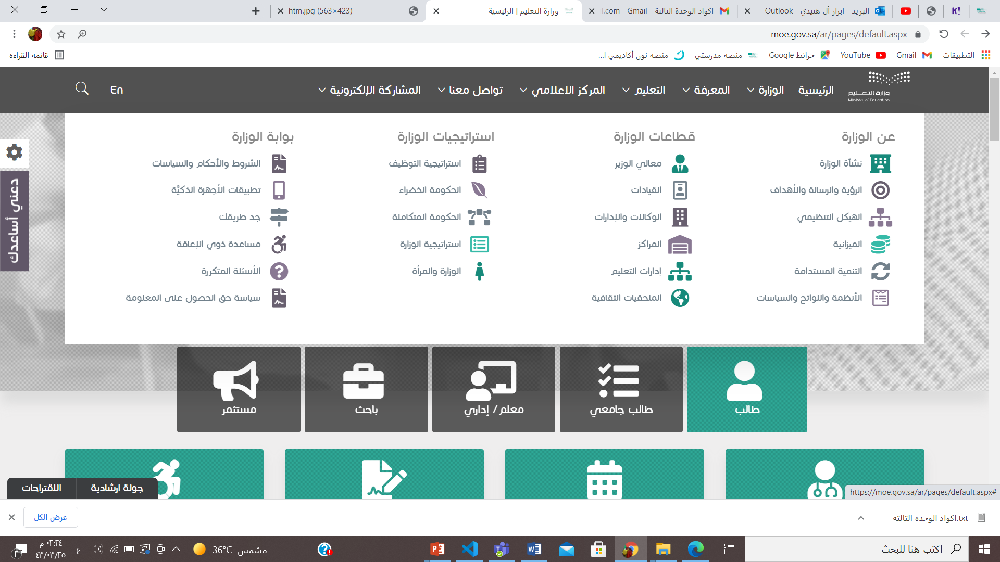 البريد - ابرار آل هنيدي - Outlook
اكواد الوحدة الثالثة - Gmail - il.com
وزارة التعليم | الرئيسية
htm.jpg (563×423)
moe.gov.sa/ar/pages/default.aspx
التطبيقات
Gmail
YouTube
خرائط Google
منصة مدرستي
منصة نون أكاديمي ا...
قائمة القراءة
وزارة التعـــليم
Ministry of Education
الرئيسية
الوزارة
المعرفة
التعليم
المركز الاعلامي
تواصل معنا
المشاركة الإلكترونية
En
عن الوزارة
نشأة الوزارة
الرؤية والرسالة والأهداف
الهيكل التنظيمي
الميزانية
التنمية المستدامة
الأنظمة واللوائح والسياسات
قطاعات الوزارة
معالي الوزير
القيادات
الوكالات والإدارات
المراكز
إدارات التعليم
الملحقيات الثقافية
استراتيجيات الوزارة
استراتيجية التوظيف
الحكومة الخضراء
الحكومة المتكاملة
استراتيجية الوزارة
الوزارة والمرأة
بوابة الوزارة
الشروط والأحكام والسياسات
تطبيقات الأجهزة الذكيَّة
جد طريقك
مساعدة ذوي الإعاقة
الأسئلة المتكررة
سياسة حق الحصول على المعلومة
دعني أساعدك
طالب
طالب جامعي
معلم / إداري
باحث
مستثمر
جولة ارشادية
الاقتراحات
https://moe.gov.sa/ar/pages/default.aspx#
اكواد الوحدة الثالثة.txt
عرض الكل
اكتب هنا للبحث
مشمس 36°C
ع
٠٢:٢٤ م
٤٣/٠٣/٢٥
٣